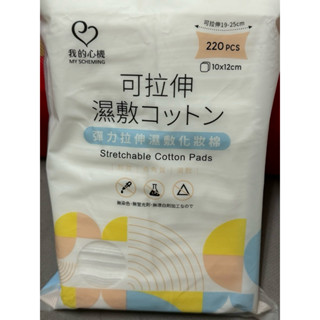 我的心機
MY SCHEMING
可拉伸19-25cm
220 PCS
10x12cm
可拉伸
濕敷コットン
彈力拉伸濕敷化妝棉
Stretchable Cotton Pads